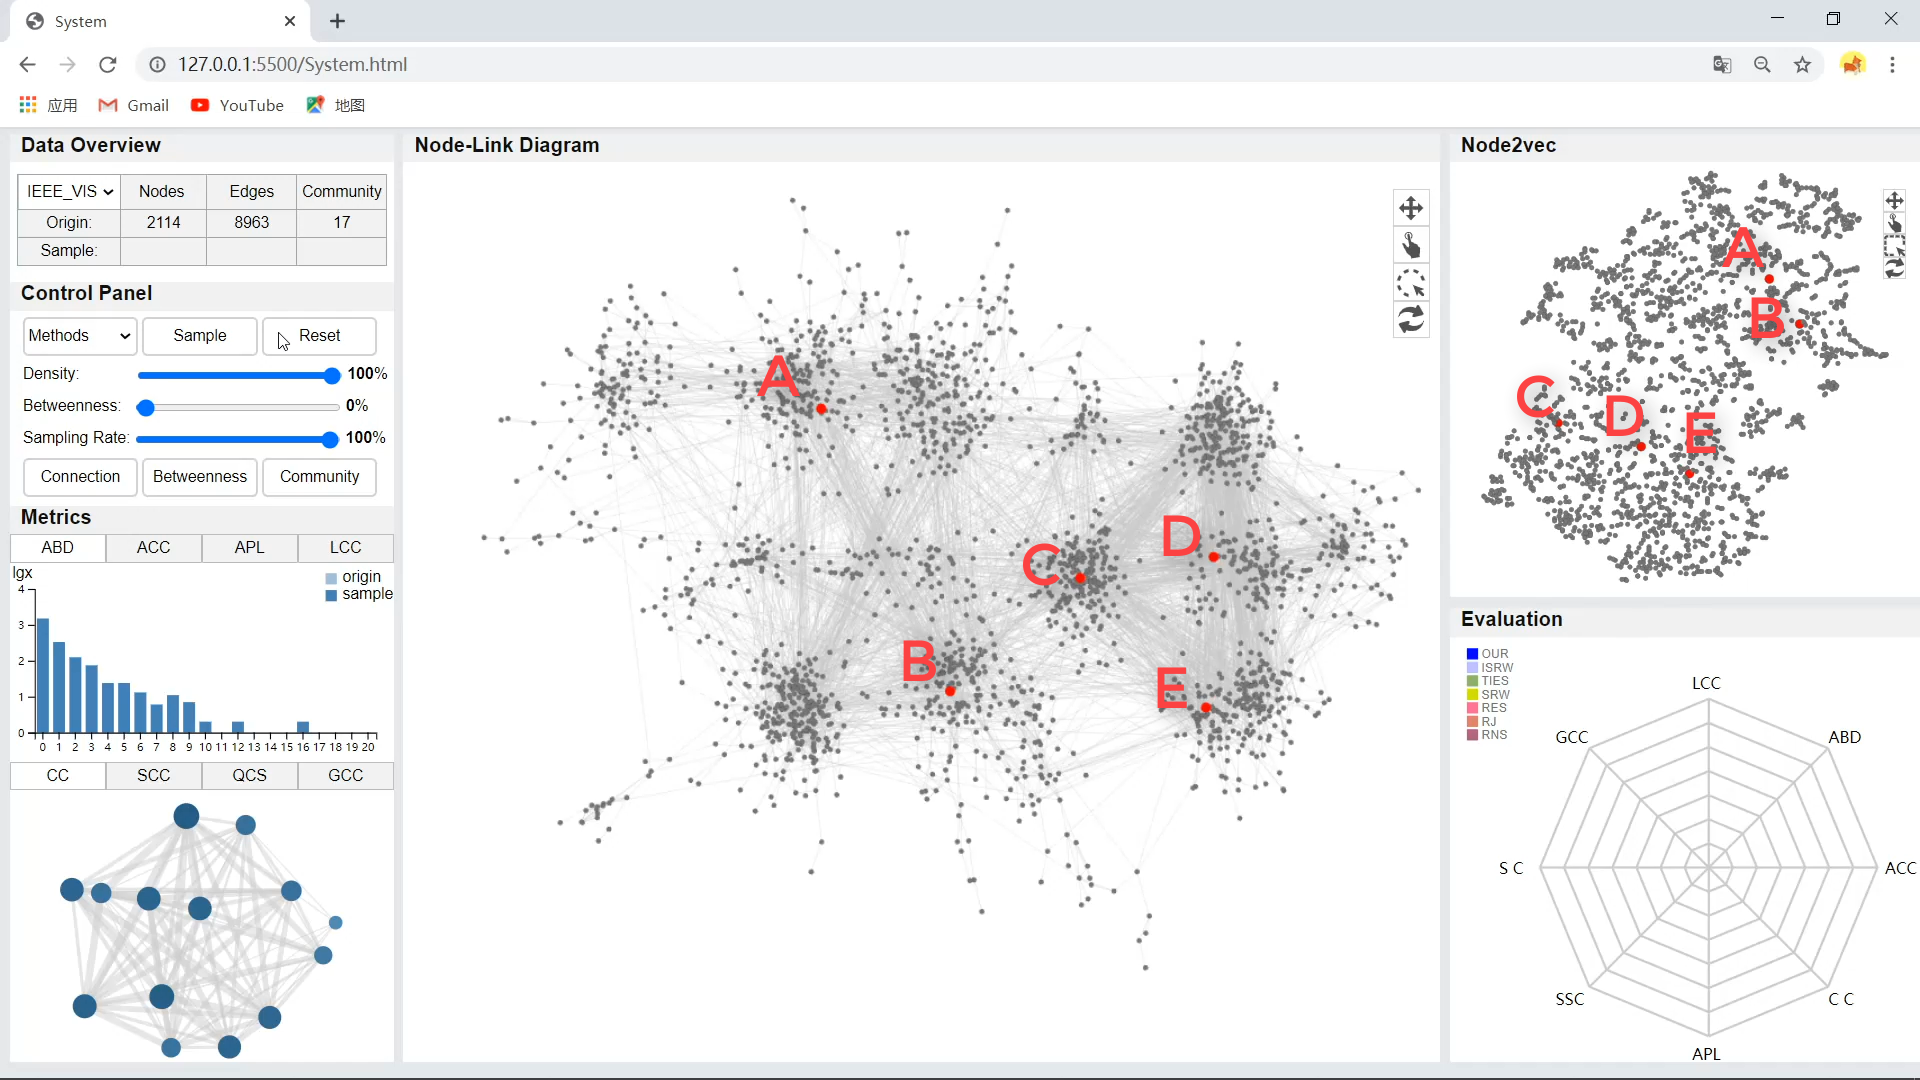 System
127.0.0.1:5500/System.html
应用 Gmail YouTube 地图
Data Overview
IEEE_VIS Nodes Edges Community
Origin: 2114 8963 17
Sample:
Control Panel
Methods Sample Reset
Density: 100%
Betweenness: 0%
Sampling Rate: 100%
Connection Betweenness Community
Metrics
ABD ACC APL LCC
lgx
origin
sample
4
3
2
1
0
0 1 2 3 4 5 6 7 8 9 10 11 12 13 14 15 16 17 18 19 20
CC SCC QCS GCC
Node-Link Diagram
A
D
C
B
E
Node2vec
A
B
C
D
E
Evaluation
OUR
ISRW
TIES
SRW
RES
RJ
RNS
LCC
GCC ABD
S C ACC
SSC C C
APL